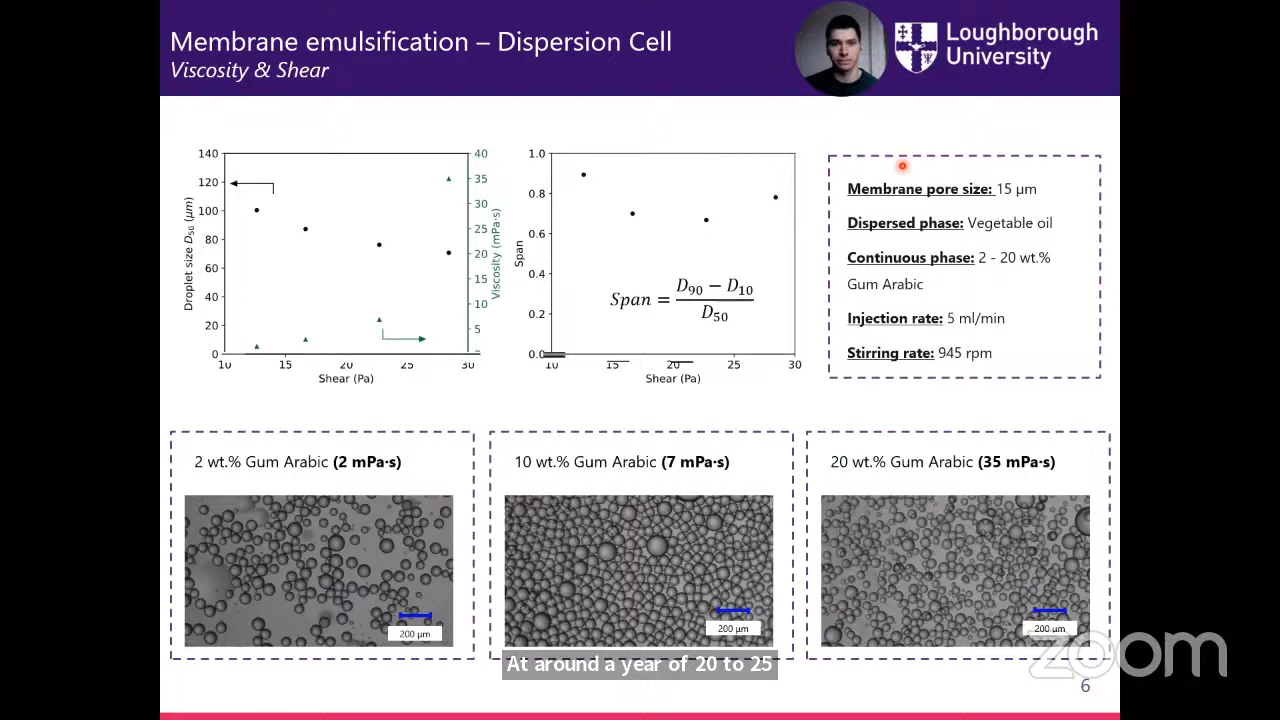 Membrane emulsification – Dispersion Cell
Viscosity & Shear
Loughborough
University
140
120
100
80
60
40
20
0
Droplet size D50 (μm)
10
15
20
25
30
Shear (Pa)
40
35
30
25
20
15
10
5
Viscosity (mPa·s)
1.0
0.8
0.6
0.4
0.2
0.0
Span
Span = D90 − D10
D50
10
15
20
25
30
Shear (Pa)
Membrane pore size: 15 μm
Dispersed phase: Vegetable oil
Continuous phase: 2 - 20 wt.%
Gum Arabic
Injection rate: 5 ml/min
Stirring rate: 945 rpm
2 wt.% Gum Arabic (2 mPa·s)
200 μm
10 wt.% Gum Arabic (7 mPa·s)
200 μm
20 wt.% Gum Arabic (35 mPa·s)
200 μm
At around a year of 20 to 25
zoom
6